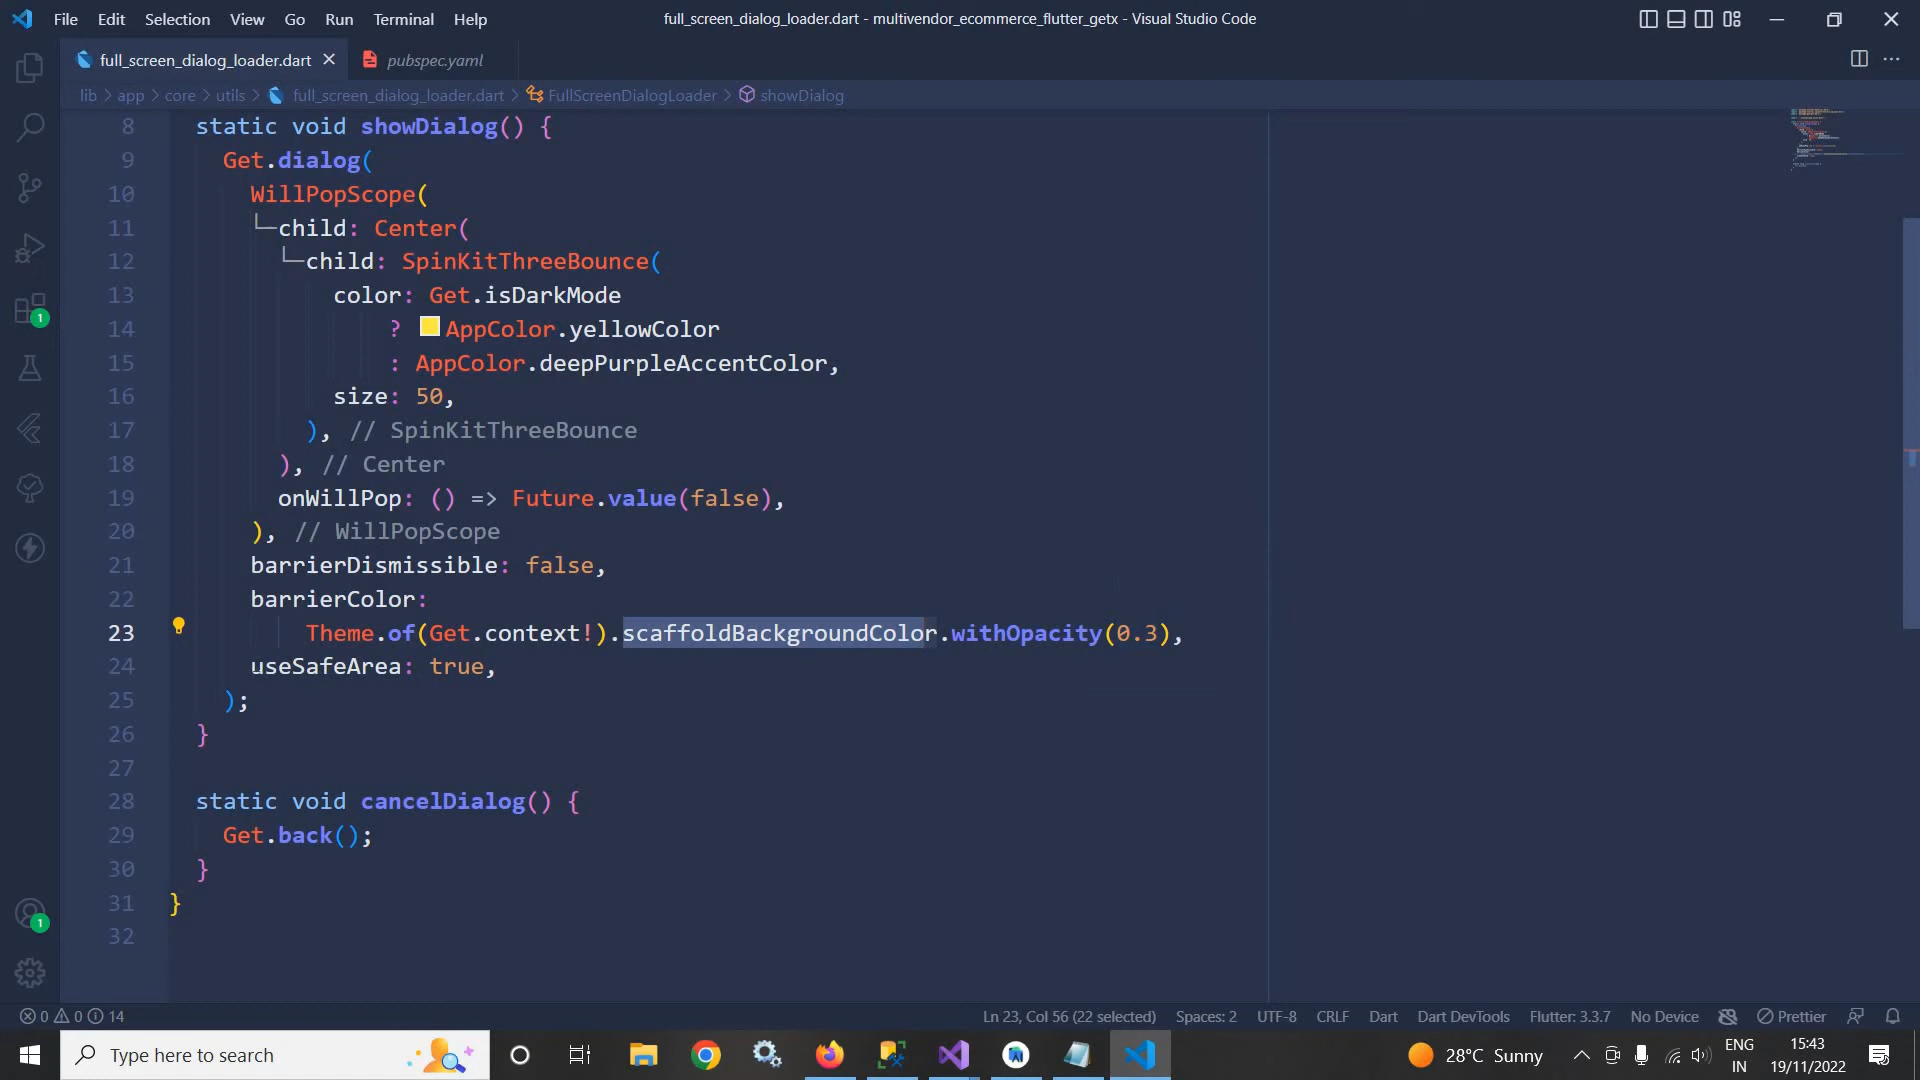 File Edit Selection View Go Run Terminal Help
full_screen_dialog_loader.dart - multivendor_ecommerce_flutter_getx - Visual Studio Code
full_screen_dialog_loader.dart
pubspec.yaml
lib > app > core > utils > full_screen_dialog_loader.dart > FullScreenDialogLoader > showDialog
8 static void showDialog() {
9 Get.dialog(
10 WillPopScope(
11 child: Center(
12 child: SpinKitThreeBounce(
13 color: Get.isDarkMode
14 ? AppColor.yellowColor
15 : AppColor.deepPurpleAccentColor,
16 size: 50,
17 ), // SpinKitThreeBounce
18 ), // Center
19 onWillPop: () => Future.value(false),
20 ), // WillPopScope
21 barrierDismissible: false,
22 barrierColor:
23 Theme.of(Get.context!).scaffoldBackgroundColor.withOpacity(0.3),
24 useSafeArea: true,
25 );
26 }
27
28 static void cancelDialog() {
29 Get.back();
30 }
31 }
32
1
1
0 0 14
Ln 23, Col 56 (22 selected) Spaces: 2 UTF-8 CRLF Dart Dart DevTools Flutter: 3.3.7 No Device Prettier
Type here to search
28°C Sunny
ENG
IN
15:43
19/11/2022